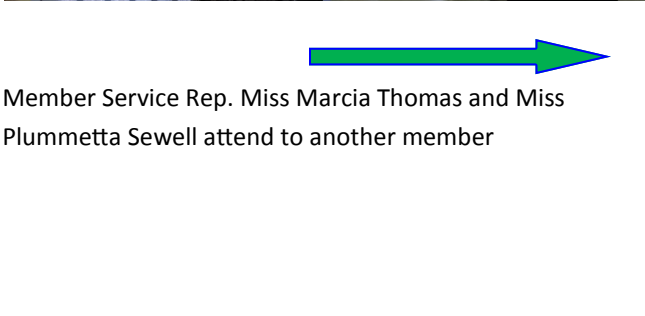 Member Service Rep. Miss Marcia Thomas and Miss
Plummetta Sewell attend to another member